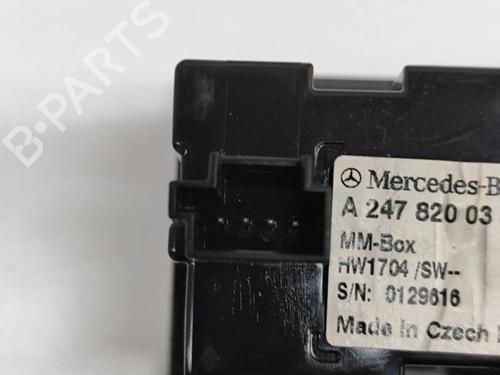 B-PARTS
Mercedes-B
A 247 820 03
MM-Box
HW1704 /SW--
S/N: 0129616
Made in Czech